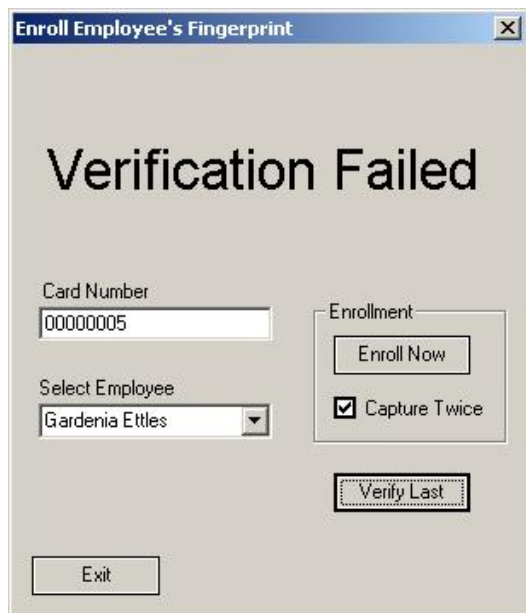 Enroll Employee's Fingerprint
Verification Failed
Card Number
00000005
Select Employee
Gardenia Ettles
Enrollment
Enroll Now
Capture Twice
Verify Last
Exit